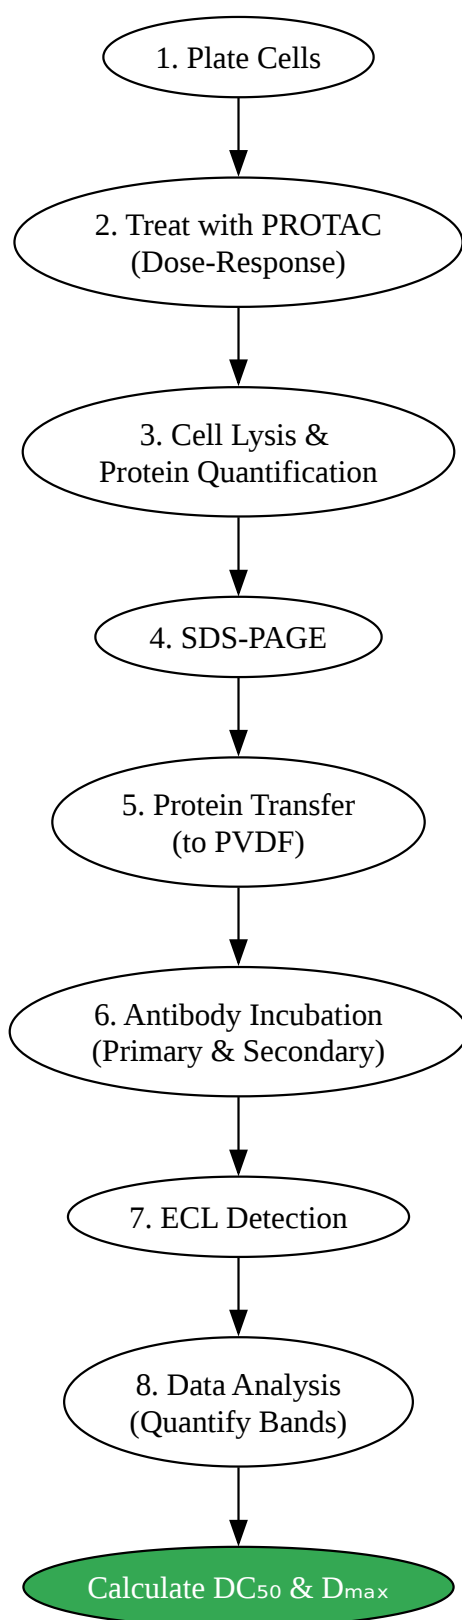 1. Plate Cells
2. Treat with PROTAC
(Dose-Response)
3. Cell Lysis &
Protein Quantification
4. SDS-PAGE
5. Protein Transfer
(to PVDF)
6. Antibody Incubation
(Primary & Secondary)
7. ECL Detection
8. Data Analysis
(Quantify Bands)
Calculate DC₅₀ & Dₘₐₓ